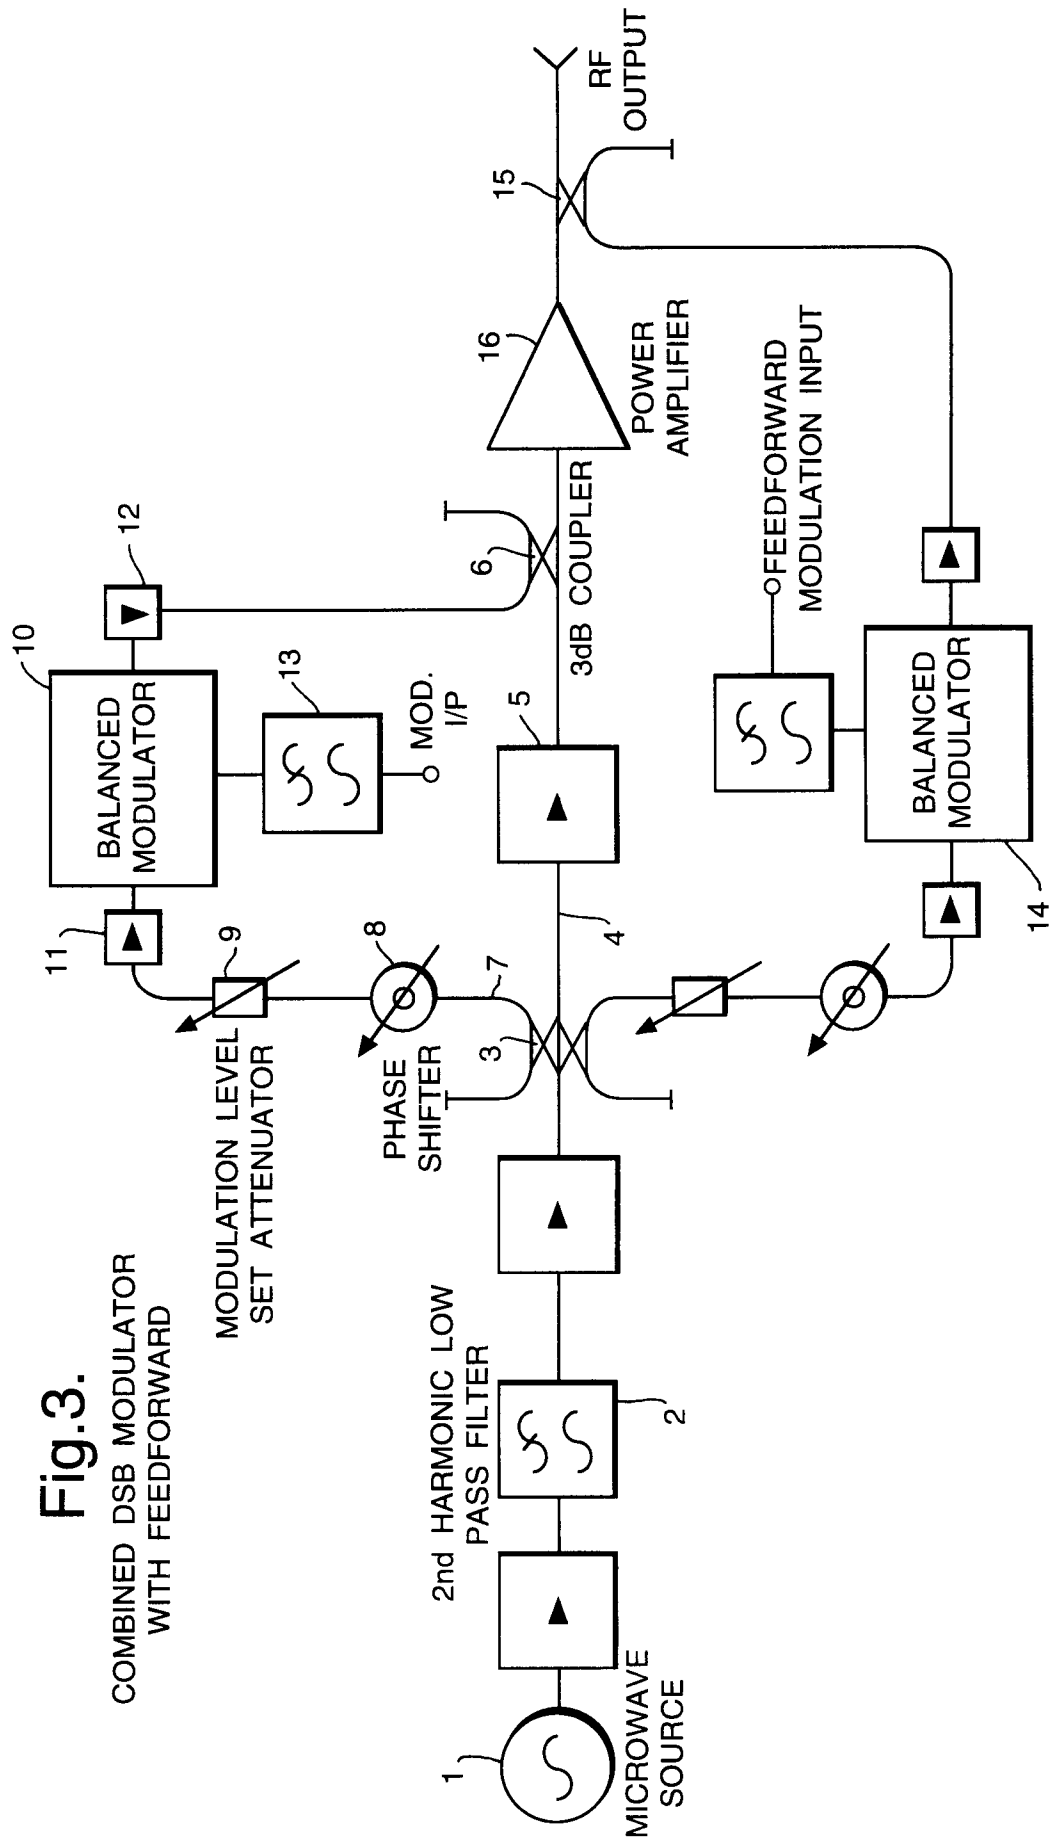 Fig.3.
COMBINED DSB MODULATOR
WITH FEEDFORWARD
MODULATION LEVEL
SET ATTENUATOR
PHASE
SHIFTER
11
9
8
7
3
10
BALANCED
MODULATOR
12
13
MOD.
I/P
1
MICROWAVE
SOURCE
2nd HARMONIC LOW
PASS FILTER
2
4
5
6
3dB COUPLER
16
POWER
AMPLIFIER
15
RF
OUTPUT
FEEDFORWARD
MODULATION INPUT
BALANCED
MODULATOR
14